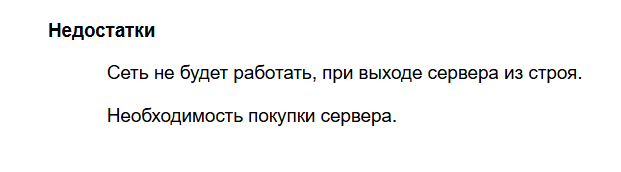 Недостатки
Сеть не будет работать, при выходе сервера из строя.
Необходимость покупки сервера.